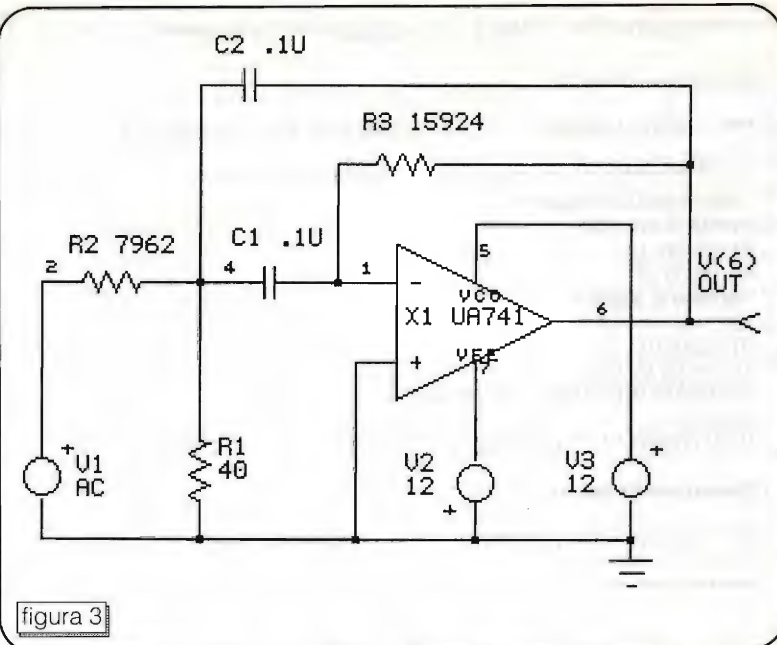 C2 .1U
R3 15924
R2 7962
C1 .1U
5
2
4
1
V(6)
OUT
-
VCC
X1 UA741
6
+
VEE
7
+
V1
AC
R1
40
V2
12
+
V3
12
+
figura 3